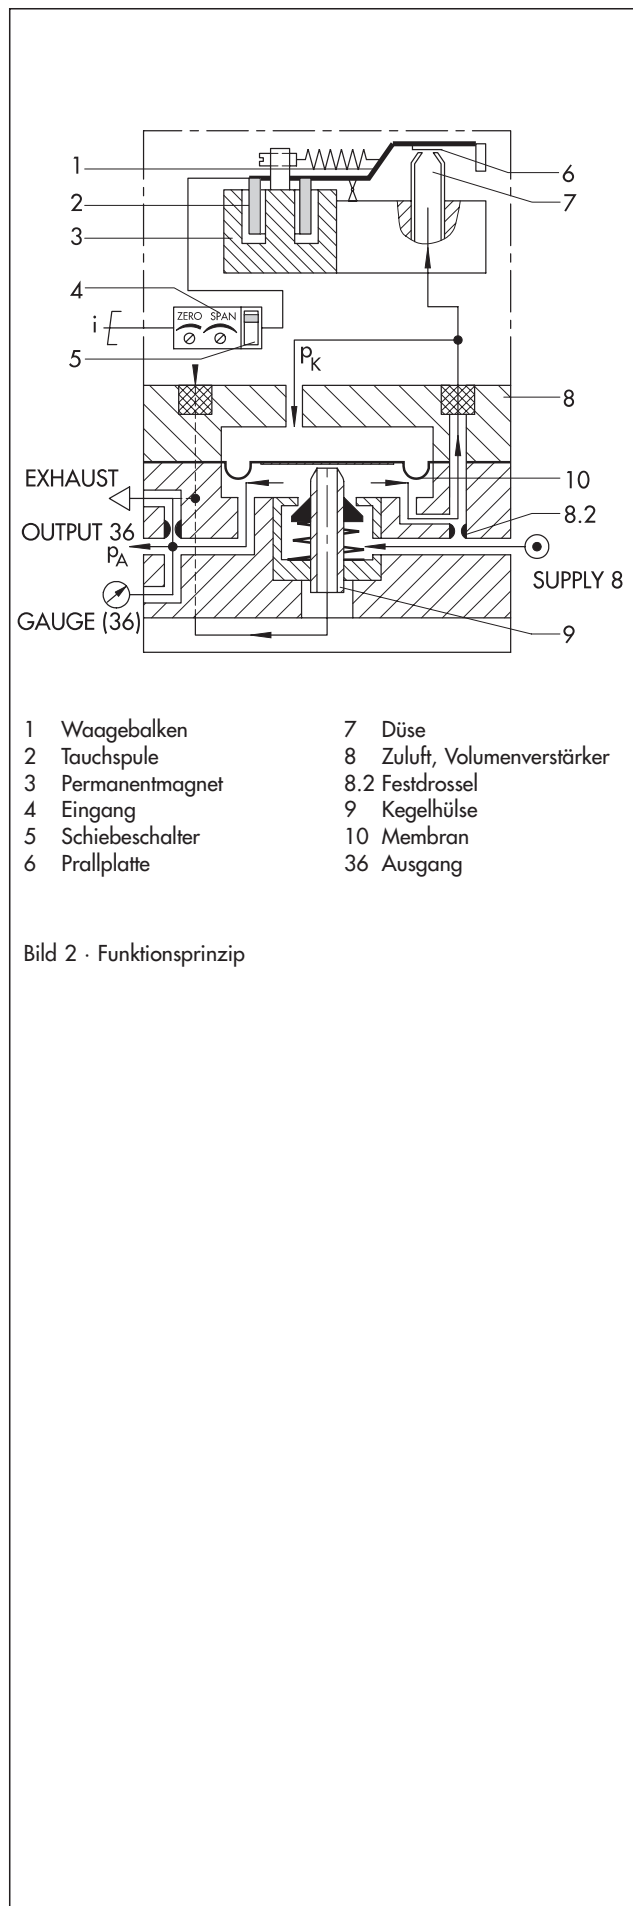 1
2
3
4
ZERO SPAN
i
5
6
7
pK
8
EXHAUST
10
OUTPUT 36
8.2
pA
SUPPLY 8
GAUGE (36)
9
1 Waagebalken
2 Tauchspule
3 Permanentmagnet
4 Eingang
5 Schiebeschalter
6 Prallplatte
7 Düse
8 Zuluft, Volumenverstärker
8.2 Festdrossel
9 Kegelhülse
10 Membran
36 Ausgang
Bild 2 · Funktionsprinzip